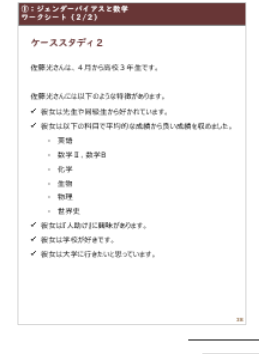 ⑧：ジェンダーバイアスと数学
ワークシート（2/2）
ケーススタディ2
佐藤光さんは、4月から高校3年生です。
佐藤光さんには以下のような特徴があります。
✓ 彼女は先生や同級生から好かれています。
✓ 彼女は以下の科目で平均的な成績から良い成績を収めました。
◦ 英語
◦ 数学Ⅱ、数学B
◦ 化学
◦ 生物
◦ 物理
◦ 世界史
✓ 彼女は「人助け」に興味があります。
✓ 彼女は学校が好きです。
✓ 彼女は大学に行きたいと思っています。